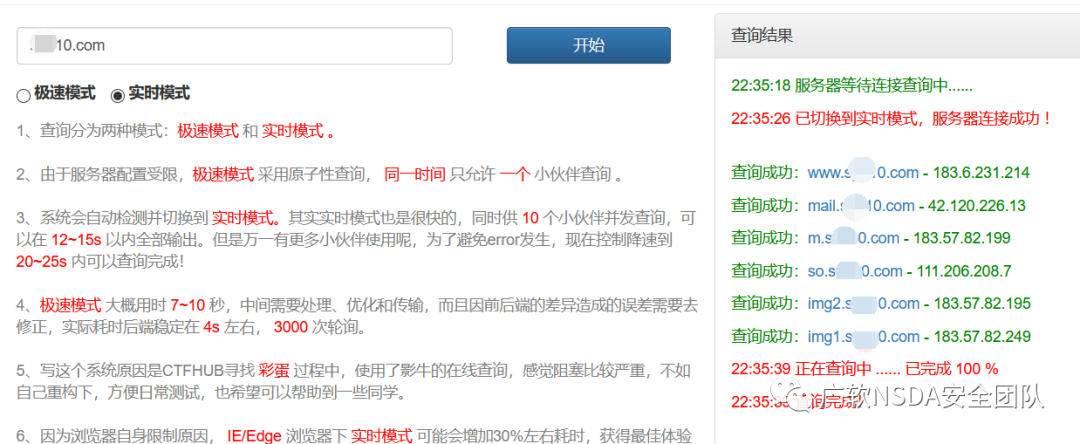 10.com
开始
极速模式 实时模式
1、查询分为两种模式：极速模式 和 实时模式 。
2、由于服务器配置受限，极速模式 采用原子性查询， 同一时间 只允许 一个 小伙伴查询 。
3、系统会自动检测并切换到 实时模式。其实实时模式也是很快的，同时供 10 个小伙伴并发查询，可
以在 12~15s 以内全部输出。但是万一有更多小伙伴使用呢，为了避免error发生，现在控制降速到
20~25s 内可以查询完成！
4、极速模式 大概用时 7~10 秒，中间需要处理、优化和传输，而且因前后端的差异造成的误差需要去
修正，实际耗时后端稳定在 4s 左右， 3000 次轮询。
5、写这个系统原因是CTFHUB寻找 彩蛋 过程中，使用了影牛的在线查询，感觉阻塞比较严重，不如
自己重构下，方便日常测试，也希望可以帮助到一些同学。
6、因为浏览器自身限制原因， IE/Edge 浏览器下 实时模式 可能会增加30%左右耗时，获得最佳体验
查询结果
22:35:18 服务器等待连接查询中......
22:35:26 已切换到实时模式，服务器连接成功！
查询成功：www.s 0.com - 183.6.231.214
查询成功：mail. 10.com - 42.120.226.13
查询成功：m.s 0.com - 183.57.82.199
查询成功：so.s 0.com - 111.206.208.7
查询成功：img2.s 0.com - 183.57.82.195
查询成功：img1.s 0.com - 183.57.82.249
22:35:39 正在查询中 ...... 已完成 100 %
22:35:3 询完成
广软NSDA安全团队